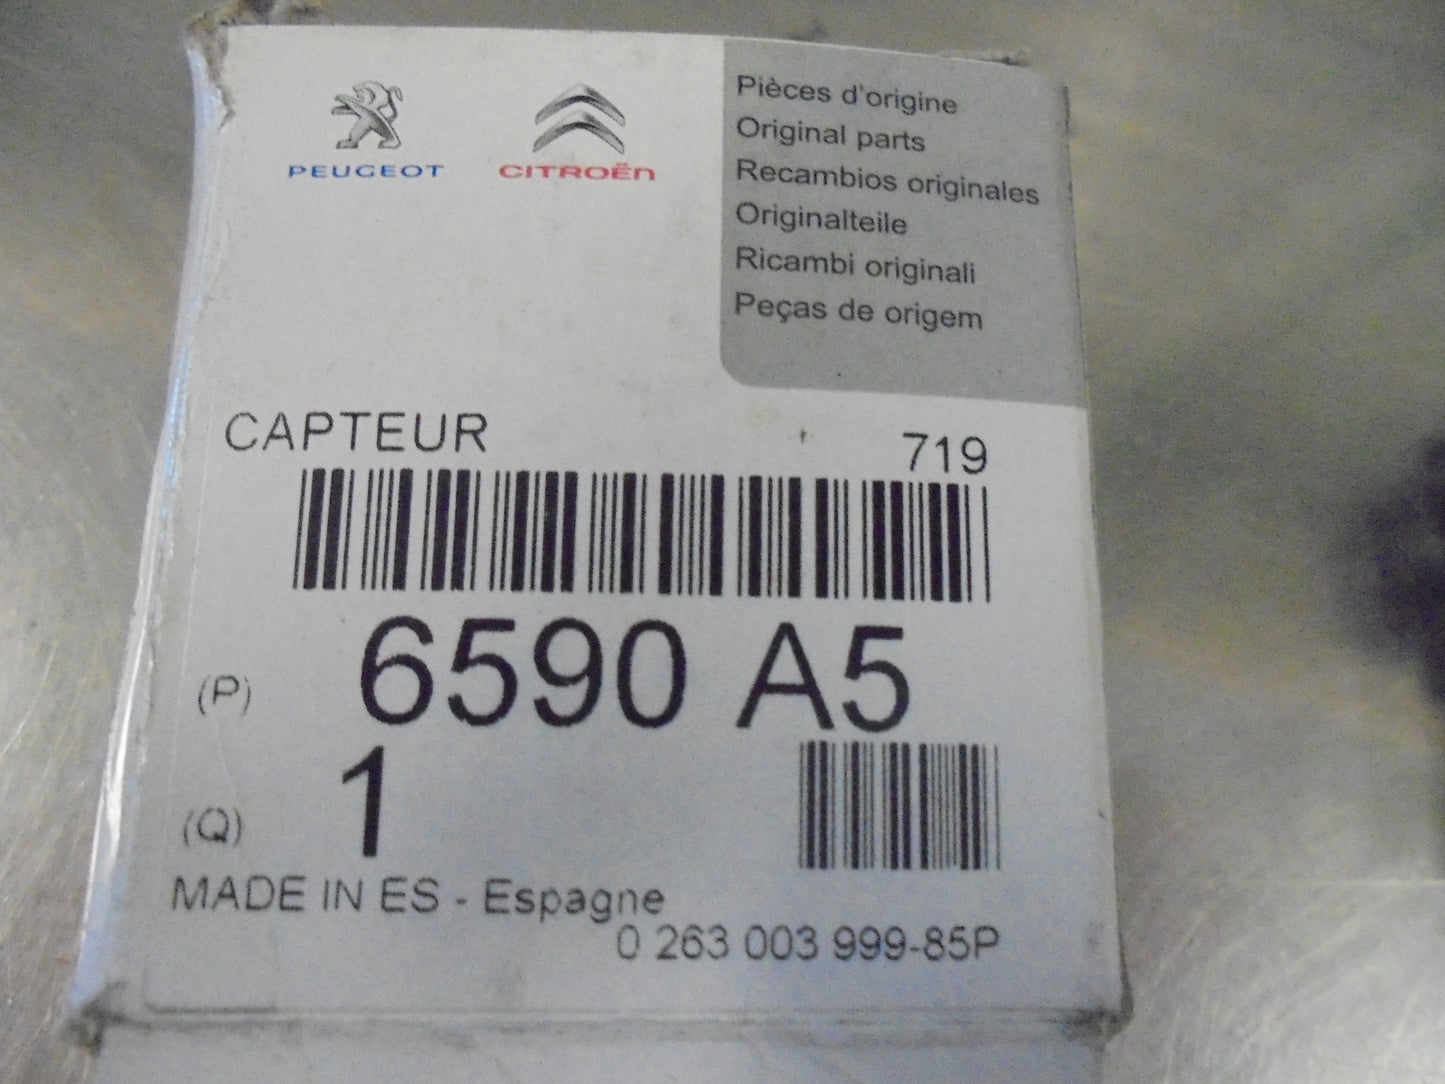 PEUGEOT
CITROËN
Pièces d'origine
Original parts
Recambios originales
Originalteile
Ricambi originali
Peças de origem
CAPTEUR
719
(P) 6590 A5
(Q) 1
MADE IN ES - Espagne
0 263 003 999-85P